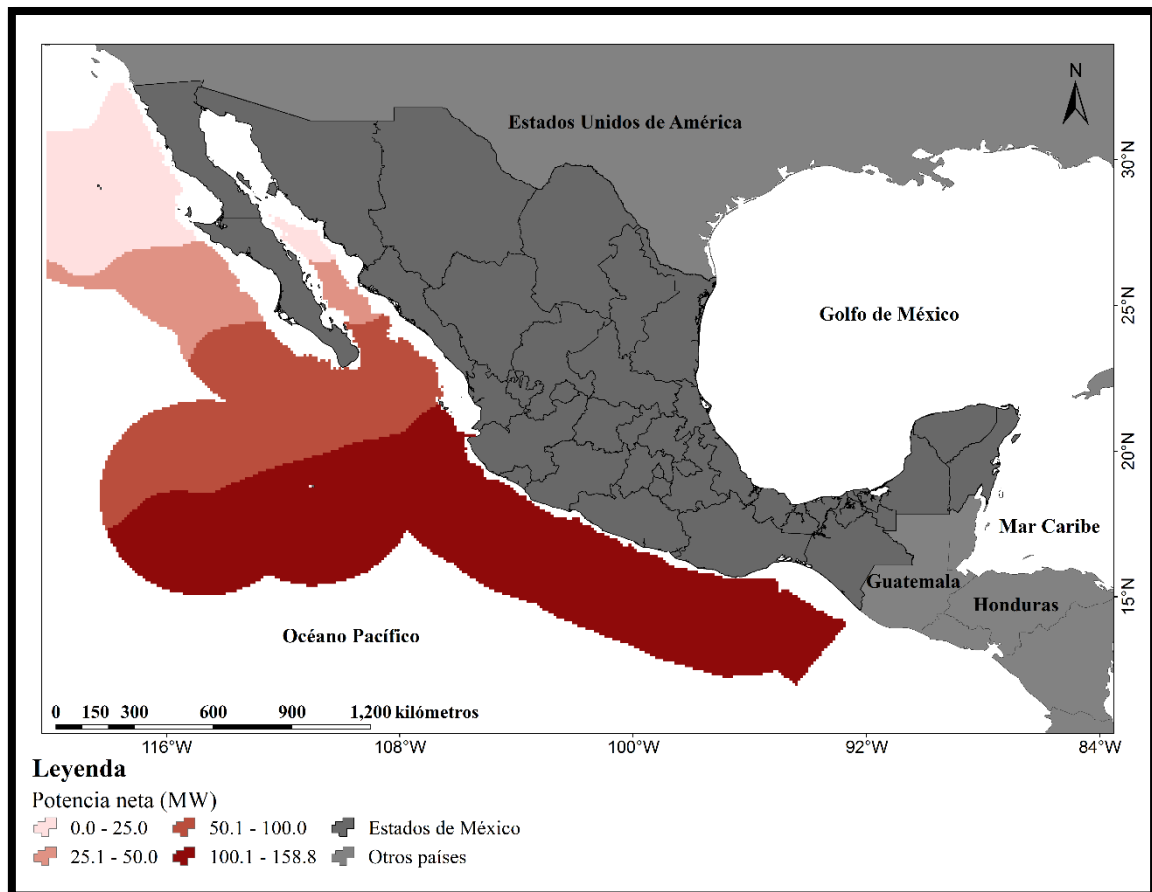 N
Estados Unidos de América
30°N
25°N
Golfo de México
20°N
Mar Caribe
Guatemala
15°N
Honduras
Océano Pacífico
0 150 300 600 900 1,200 kilómetros
116°W 108°W 100°W 92°W 84°W
Leyenda
Potencia neta (MW)
0.0 - 25.0 50.1 - 100.0 Estados de México
25.1 - 50.0 100.1 - 158.8 Otros países